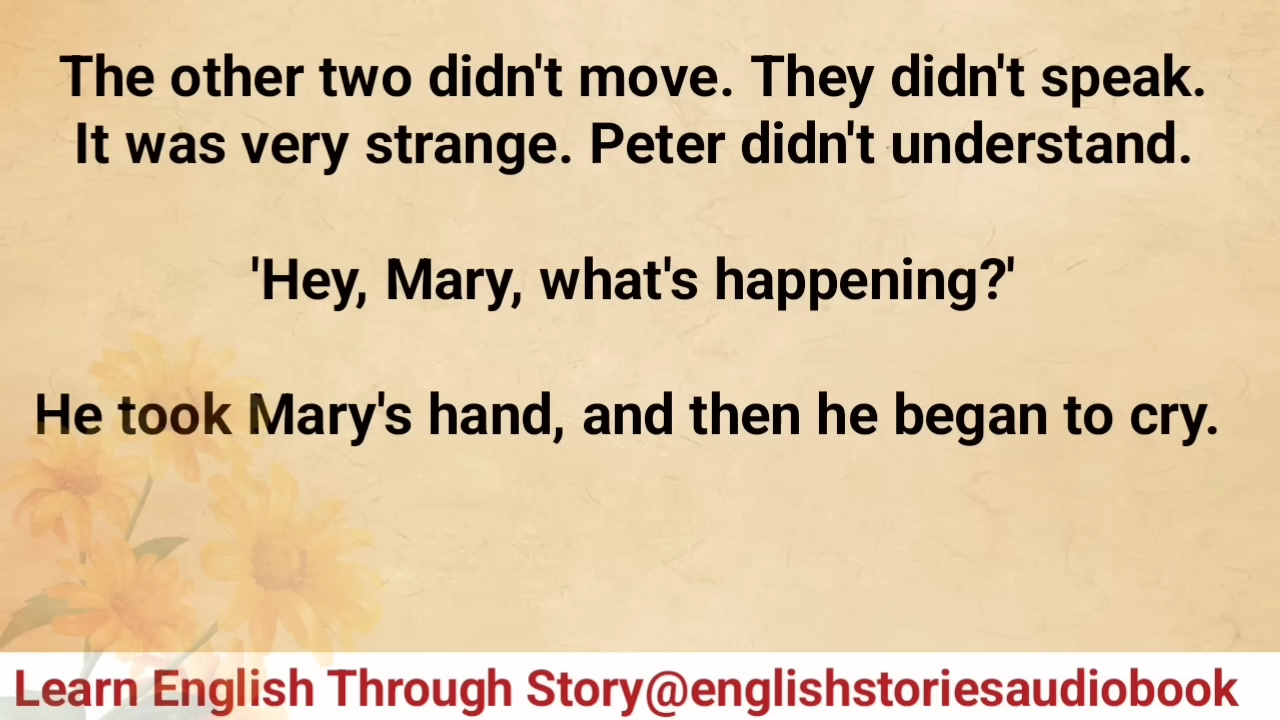 The other two didn't move. They didn't speak.
It was very strange. Peter didn't understand.
'Hey, Mary, what's happening?'
He took Mary's hand, and then he began to cry.
Learn English Through Story@englishstoriesaudiobook